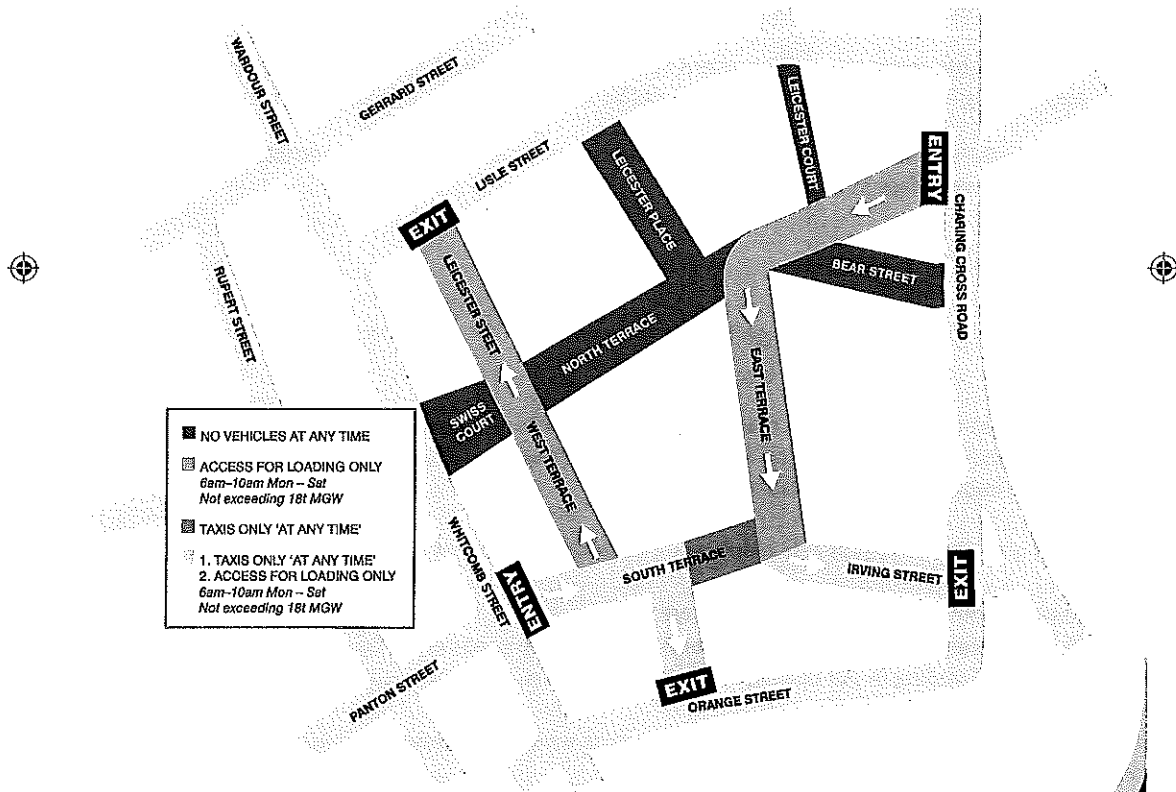 WARDOUR STREET
GERRARD STREET
LEICESTER COURT
LISLE STREET
ENTRY
LEICESTER PLACE
CHARING CROSS ROAD
EXIT
BEAR STREET
RUPERT STREET
LEICESTER STEET
NORTH TERRACE
EAST TERRACE
SWISS
COURT
WEST TERRACE
NO VEHICLES AT ANY TIME
ACCESS FOR LOADING ONLY
6am–10am Mon – Sat
Not exceeding 18t MGW
TAXIS ONLY 'AT ANY TIME'
1. TAXIS ONLY 'AT ANY TIME'
2. ACCESS FOR LOADING ONLY
6am–10am Mon – Sat
Not exceeding 18t MGW
WHITCOMB STREET
ENTRY
SOUTH TERRACE
IRVING STREET
EXIT
PANTON STREET
EXIT
ORANGE STREET